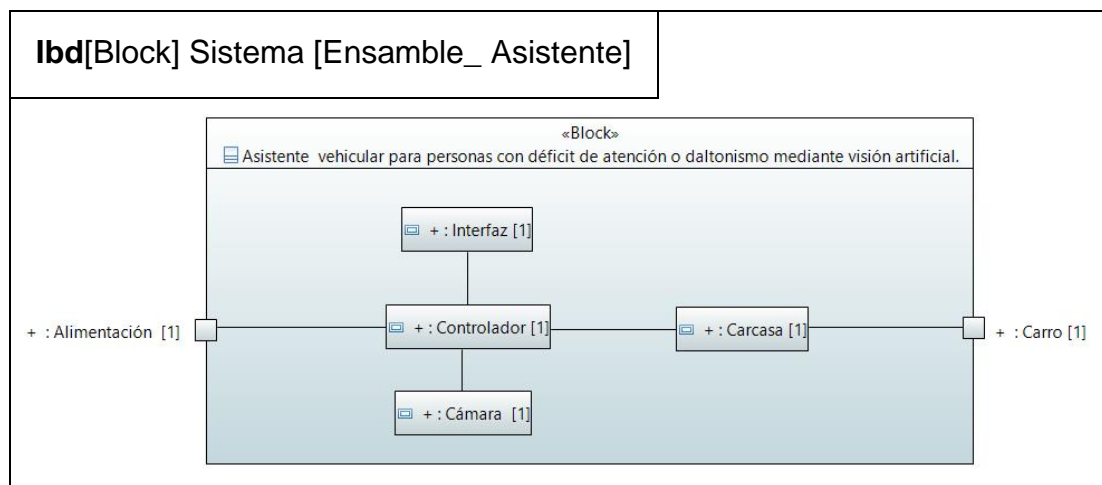 Ibd[Block] Sistema [Ensamble_ Asistente]
«Block»
Asistente vehicular para personas con déficit de atención o daltonismo mediante visión artificial.
+ : Interfaz [1]
+ : Alimentación [1]
+ : Controlador [1]
+ : Carcasa [1]
+ : Carro [1]
+ : Cámara [1]